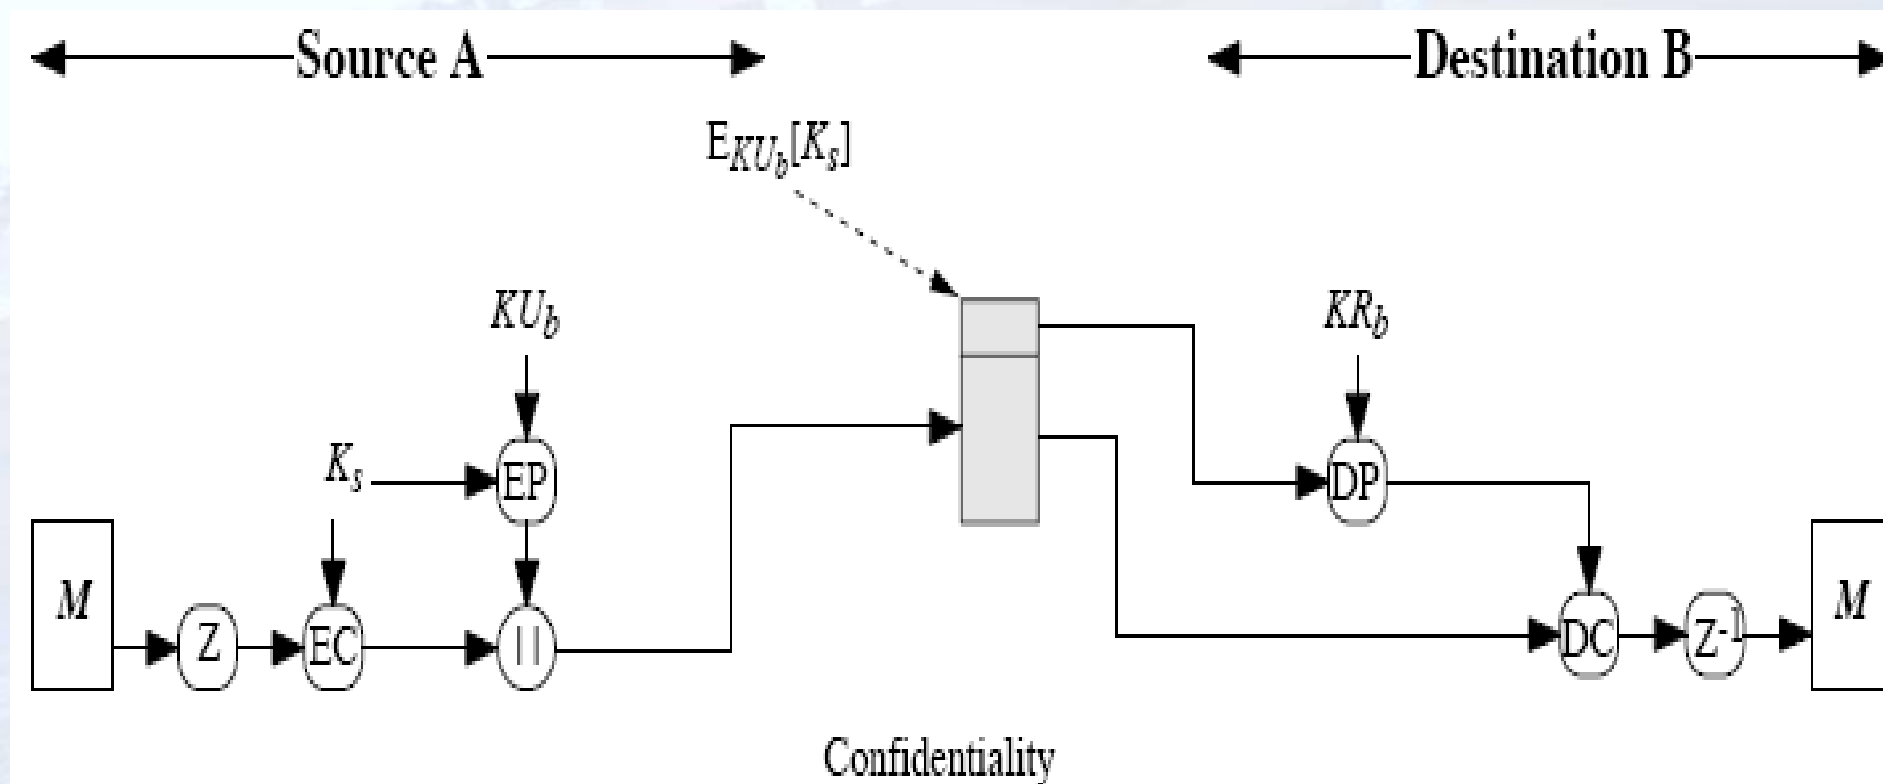 Source A
Destination B
E_{KU_b}[K_s]
KU_b
KR_b
K_s
EP
DP
M
Z
EC
||
DC
Z^{-1}
M
Confidentiality